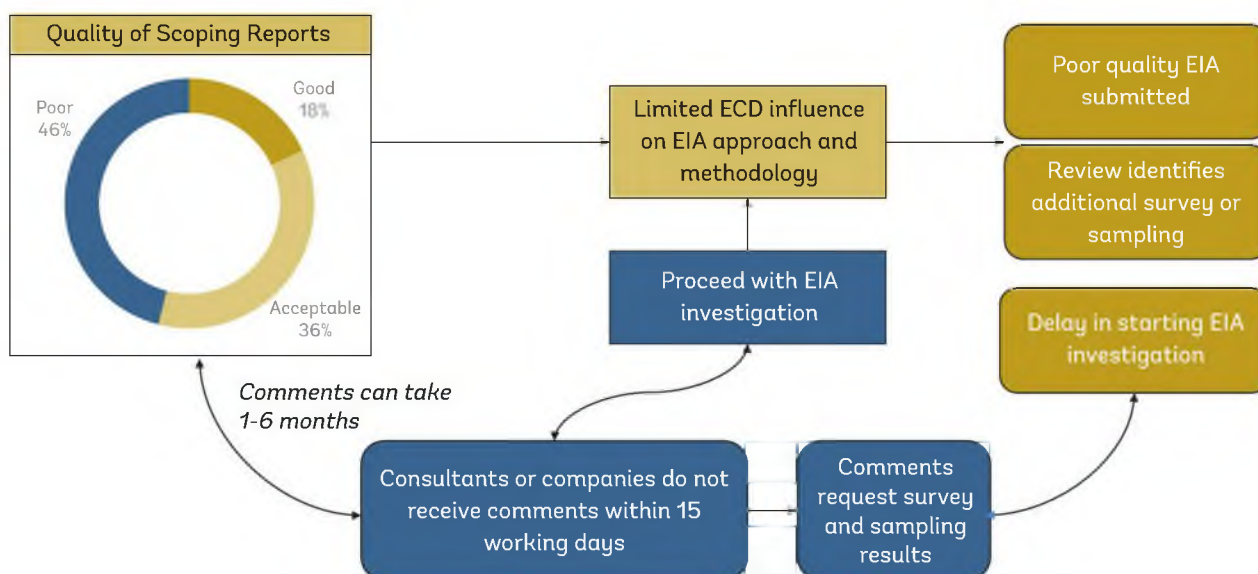 Quality of Scoping Reports
Poor
46%
Good
18%
Acceptable
36%
Limited ECD influence
on EIA approach and
methodology
Poor quality EIA
submitted
Review identifies
additional survey or
sampling
Proceed with EIA
investigation
Delay in starting EIA
investigation
Comments can take
1-6 months
Consultants or companies do not
receive comments within 15
working days
Comments
request survey
and sampling
results